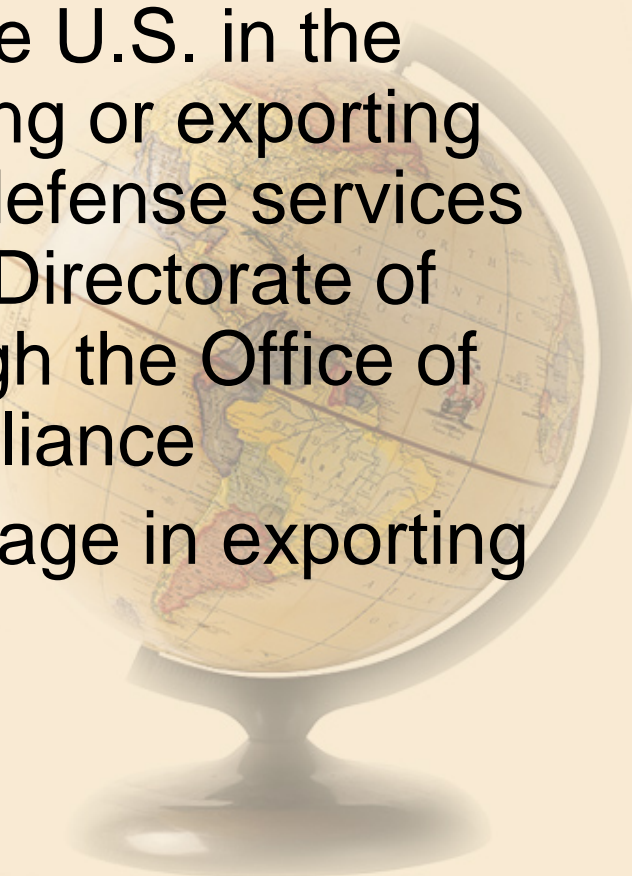 e U.S. in the
ng or exporting
defense services
Directorate of
gh the Office of
liance
age in exporting